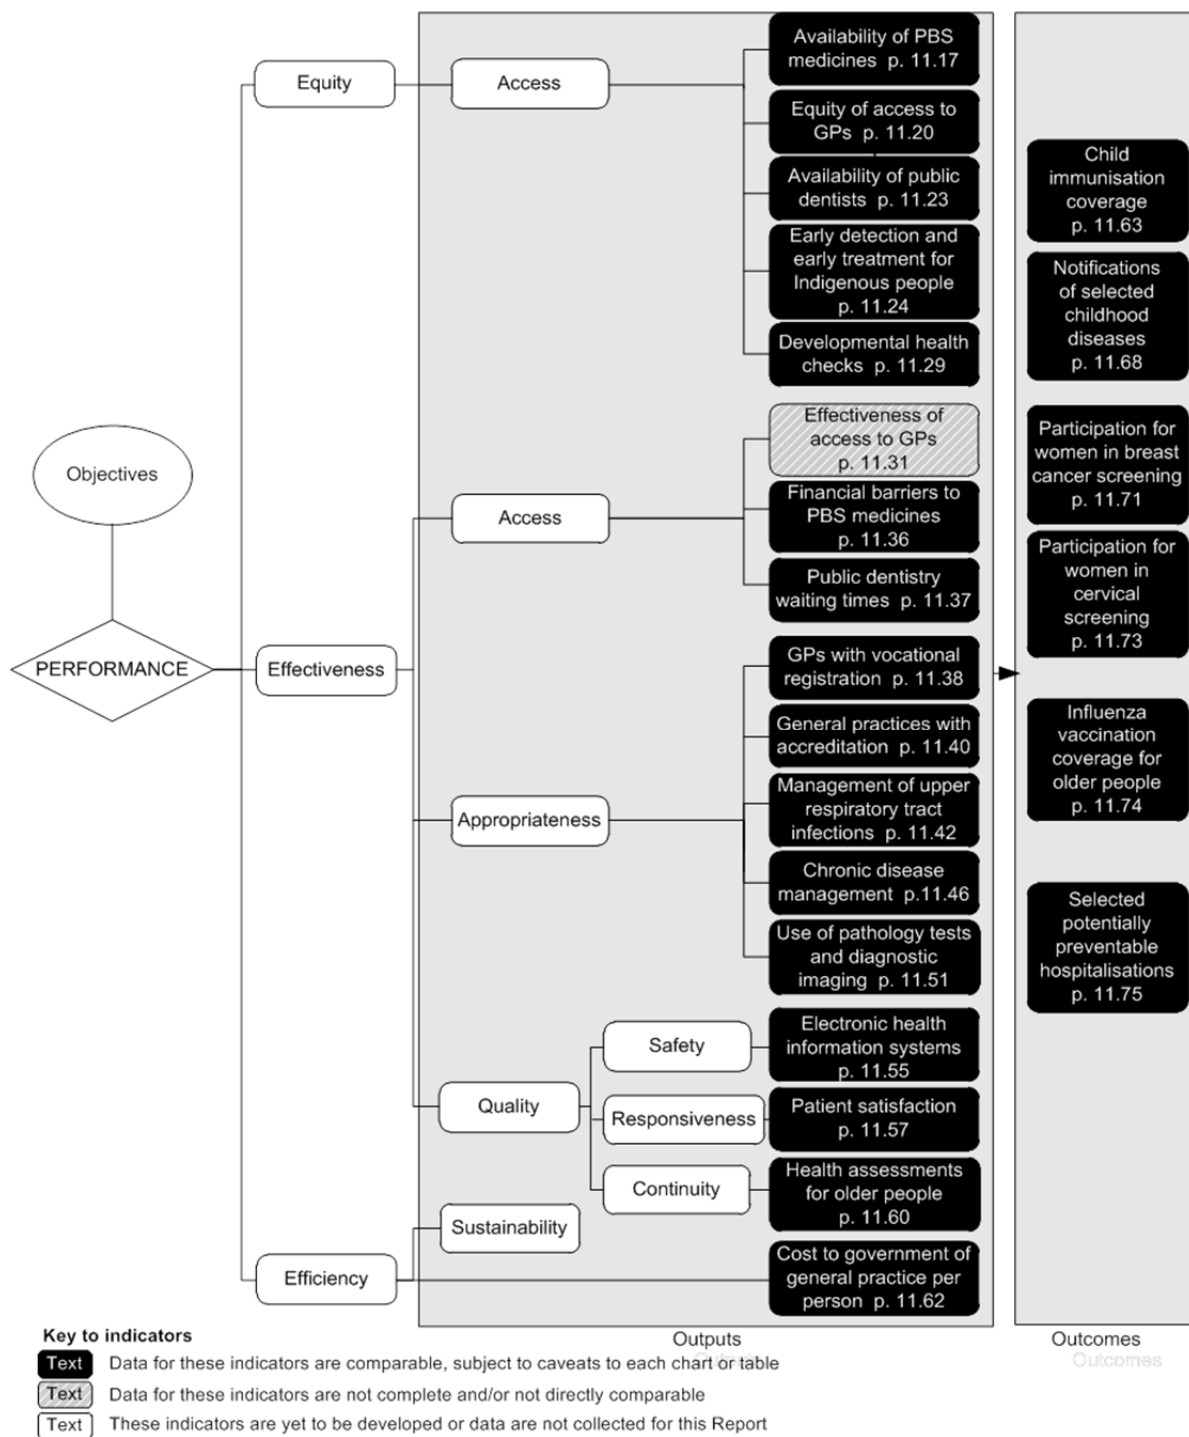 Objectives
PERFORMANCE
Equity
Effectiveness
Efficiency
Access
Access
Appropriateness
Quality
Sustainability
Safety
Responsiveness
Continuity
Availability of PBS
medicines p. 11.17
Equity of access to
GPs p. 11.20
Availability of public
dentists p. 11.23
Early detection and
early treatment for
Indigenous people
p. 11.24
Developmental health
checks p. 11.29
Effectiveness of
access to GPs
p. 11.31
Financial barriers to
PBS medicines
p. 11.36
Public dentistry
waiting times p. 11.37
GPs with vocational
registration p. 11.38
General practices with
accreditation p. 11.40
Management of upper
respiratory tract
infections p. 11.42
Chronic disease
management p.11.46
Use of pathology tests
and diagnostic
imaging p. 11.51
Electronic health
information systems
p. 11.55
Patient satisfaction
p. 11.57
Health assessments
for older people
p. 11.60
Cost to government of
general practice per
person p. 11.62
Child
immunisation
coverage
p. 11.63
Notifications
of selected
childhood
diseases
p. 11.68
Participation for
women in breast
cancer screening
p. 11.71
Participation for
women in
cervical
screening
p. 11.73
Influenza
vaccination
coverage for
older people
p. 11.74
Selected
potentially
preventable
hospitalisations
p. 11.75
Outputs
Outcomes
Outcomes
Key to indicators
Text Data for these indicators are comparable, subject to caveats to each chart or table
Text Data for these indicators are not complete and/or not directly comparable
Text These indicators are yet to be developed or data are not collected for this Report